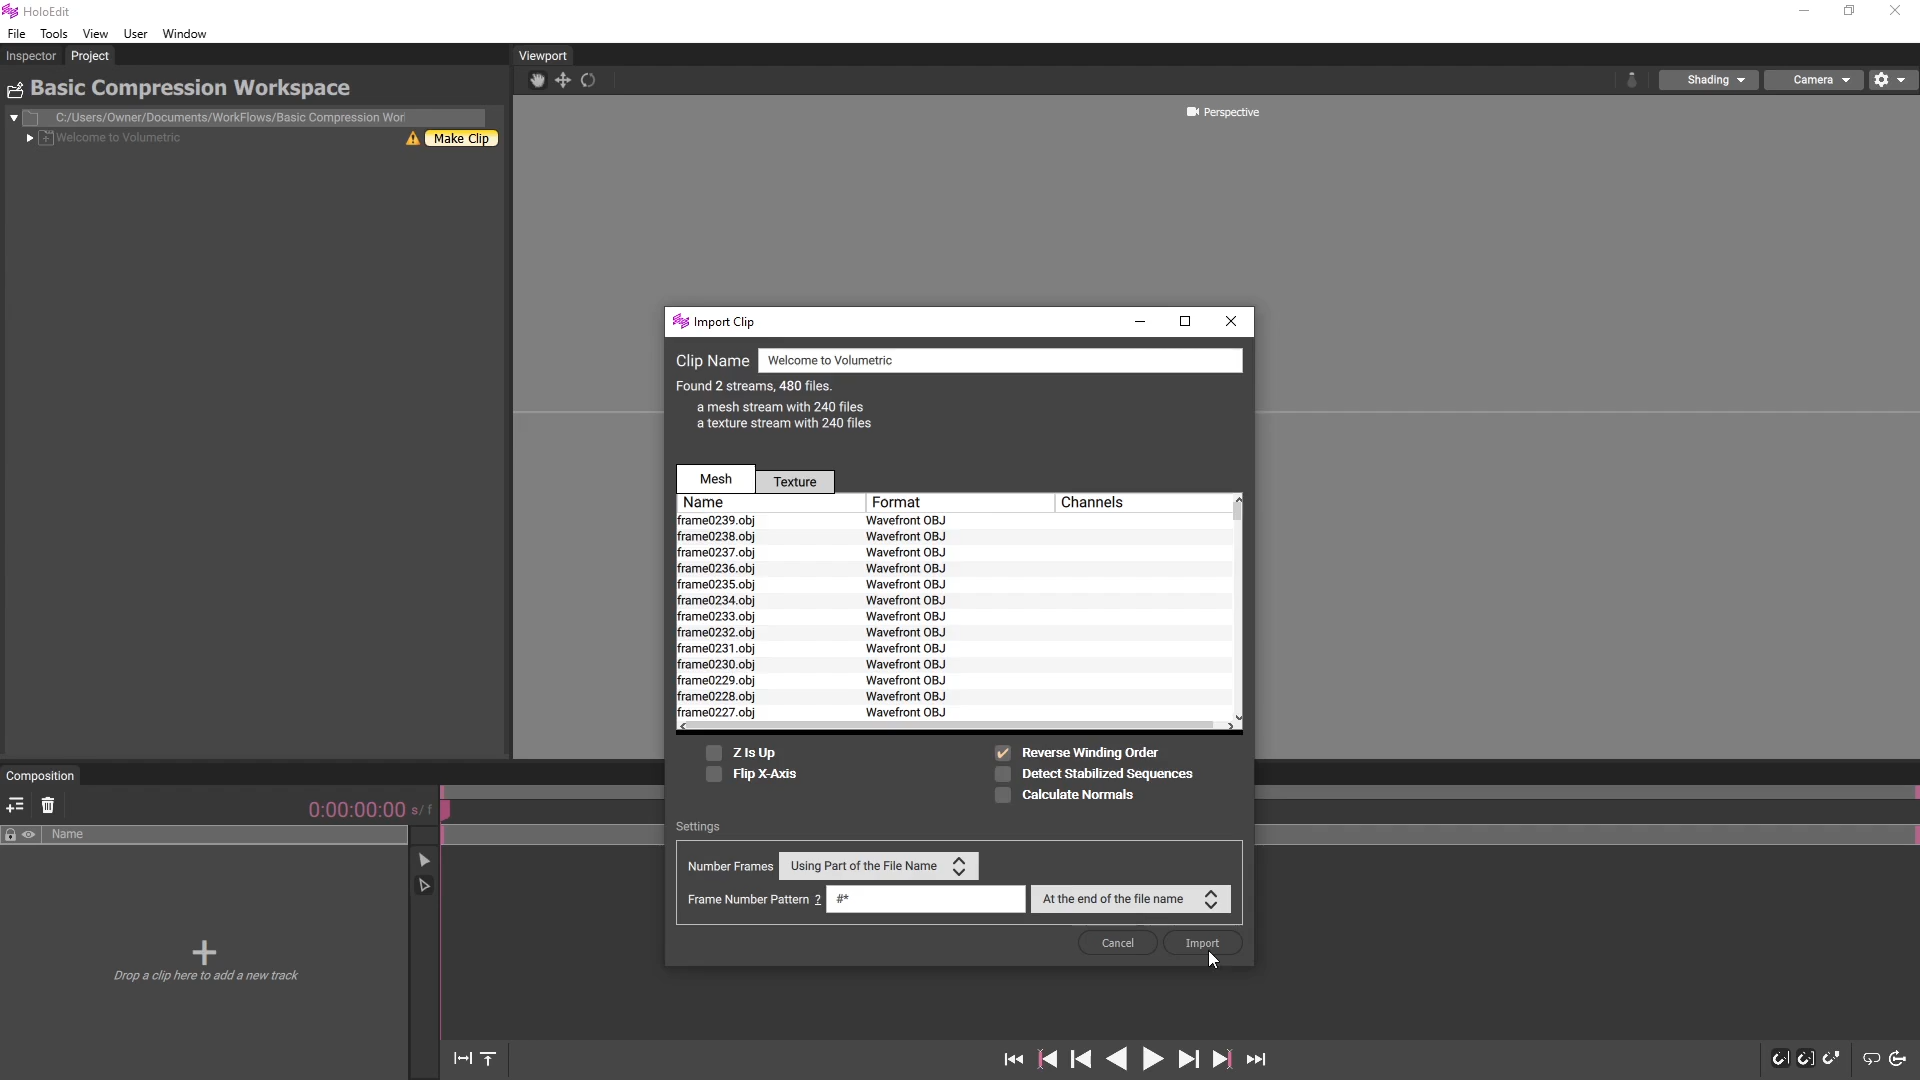 HoloEdit
File Tools View User Window
Inspector Project
Viewport
Basic Compression Workspace
Shading Camera
C:/Users/Owner/Documents/WorkFlows/Basic Compression Wor
Perspective
Welcome to Volumetric Make Clip
Import Clip
Clip Name Welcome to Volumetric
Found 2 streams, 480 files.
a mesh stream with 240 files
a texture stream with 240 files
Mesh Texture
Name Format Channels
frame0239.obj Wavefront OBJ
frame0238.obj Wavefront OBJ
frame0237.obj Wavefront OBJ
frame0236.obj Wavefront OBJ
frame0235.obj Wavefront OBJ
frame0234.obj Wavefront OBJ
frame0233.obj Wavefront OBJ
frame0232.obj Wavefront OBJ
frame0231.obj Wavefront OBJ
frame0230.obj Wavefront OBJ
frame0229.obj Wavefront OBJ
frame0228.obj Wavefront OBJ
frame0227.obj Wavefront OBJ
Z Is Up Reverse Winding Order
Flip X-Axis Detect Stabilized Sequences
Calculate Normals
Settings
Number Frames Using Part of the File Name
Frame Number Pattern ? #* At the end of the file name
Cancel Import
Composition
0:00:00:00 s/f
Name
Drop a clip here to add a new track